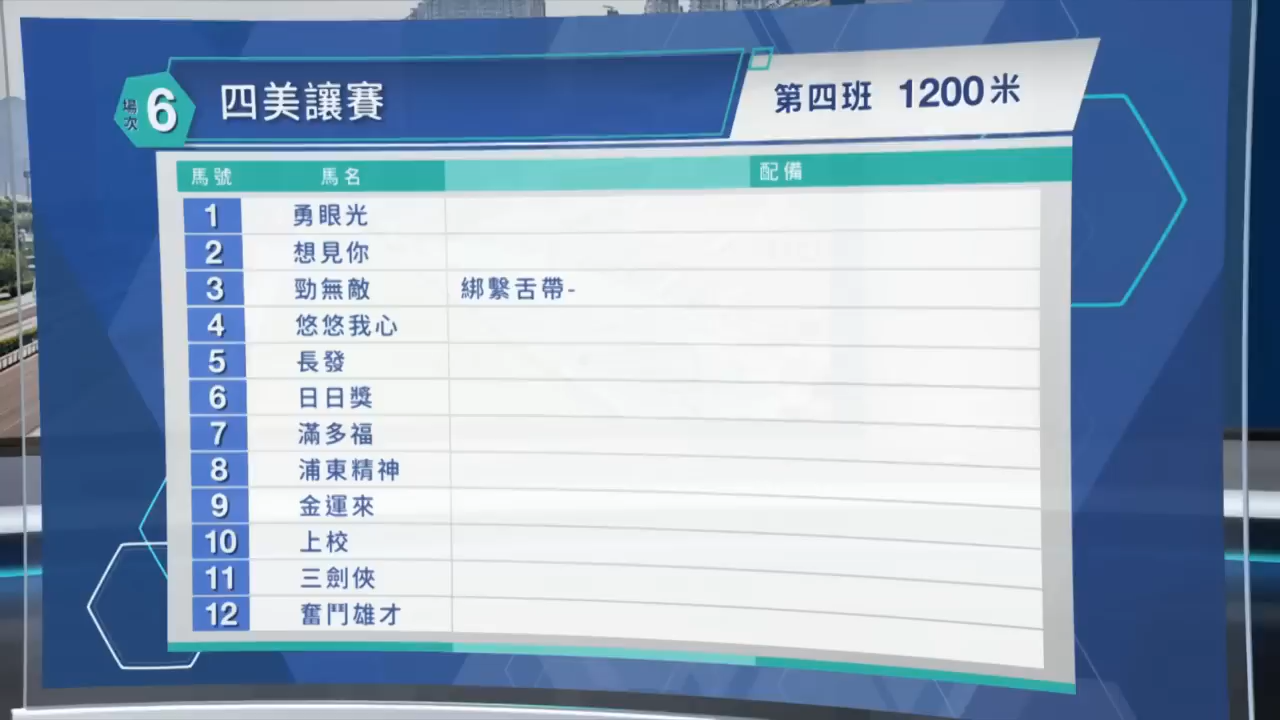 場次 6 四美讓賽 第四班 1200米
馬號 馬名 配備
1 勇眼光
2 想見你
3 勁無敵 綁繫舌帶-
4 悠悠我心
5 長發
6 日日獎
7 滿多福
8 浦東精神
9 金運來
10 上校
11 三劍俠
12 奮鬥雄才